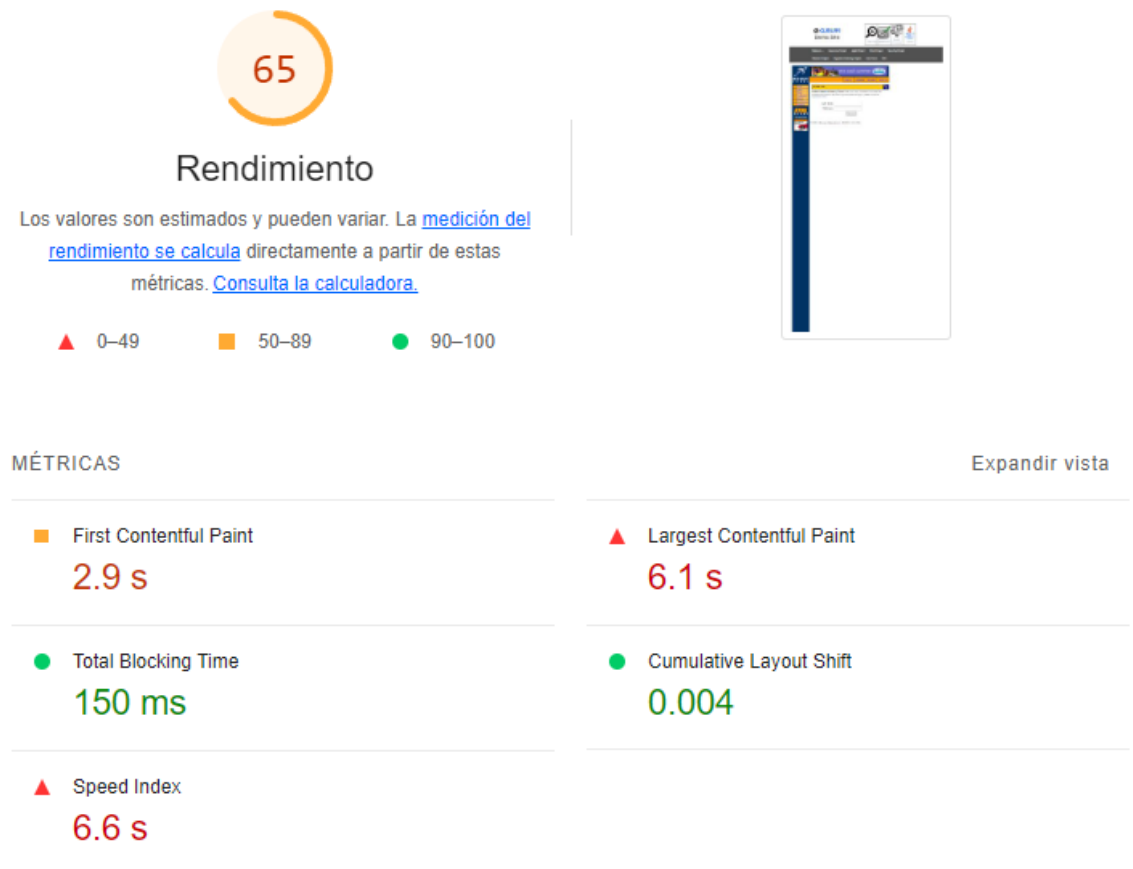 65
Rendimiento
Los valores son estimados y pueden variar. La medición del
rendimiento se calcula directamente a partir de estas
métricas. Consulta la calculadora.
0–49
50–89
90–100
MÉTRICAS
Expandir vista
First Contentful Paint
2.9 s
Largest Contentful Paint
6.1 s
Total Blocking Time
150 ms
Cumulative Layout Shift
0.004
Speed Index
6.6 s